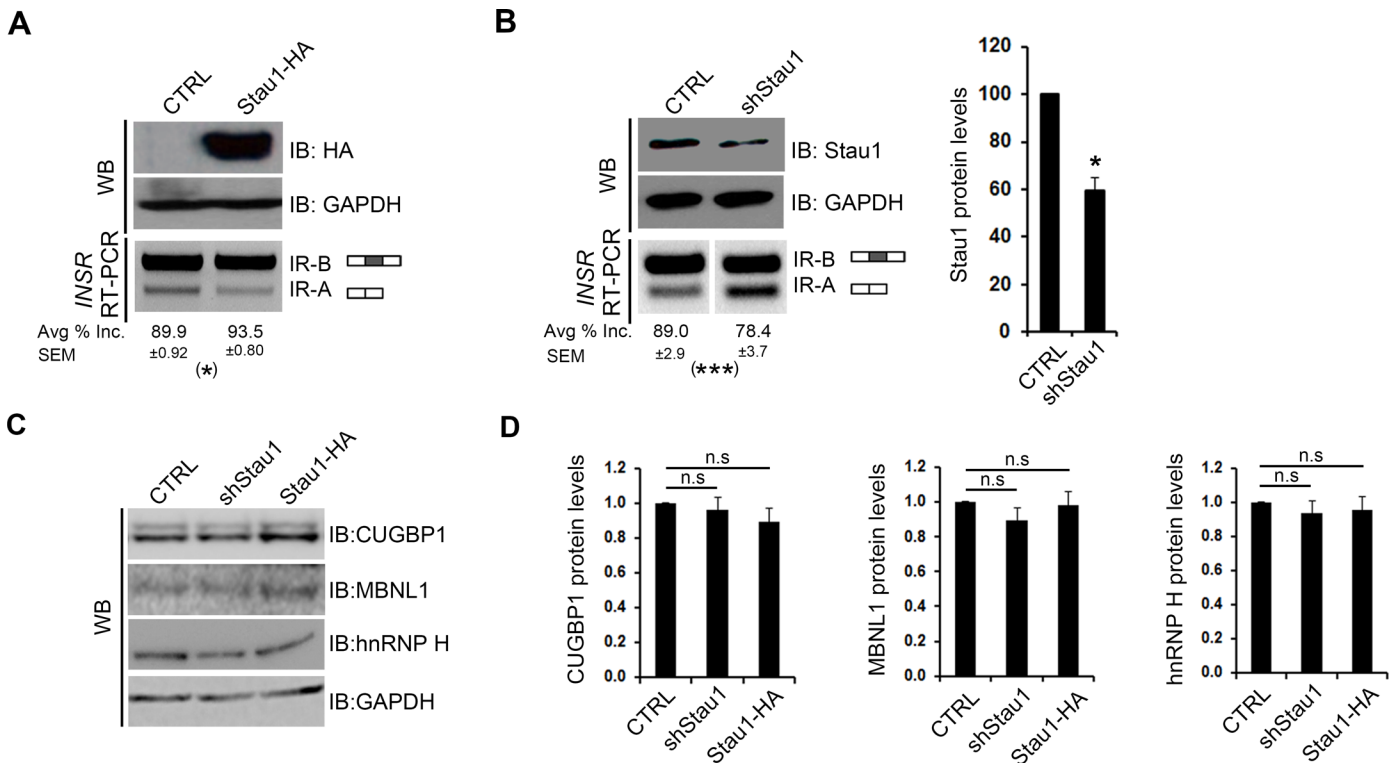 A
CTRL
Stau1-HA
WB
IB: HA
IB: GAPDH
INSR
RT-PCR
IR-B
IR-A
Avg % Inc. 89.9 93.5
SEM ±0.92 ±0.80
(*)
B
CTRL
shStau1
WB
IB: Stau1
IB: GAPDH
INSR
RT-PCR
IR-B
IR-A
Avg % Inc. 89.0 78.4
SEM ±2.9 ±3.7
(***)
Stau1 protein levels
120
100
80
60
40
20
0
*
CTRL
shStau1
C
CTRL
shStau1
Stau1-HA
WB
IB:CUGBP1
IB:MBNL1
IB:hnRNP H
IB:GAPDH
D
CUGBP1 protein levels
1.2
1.0
0.8
0.6
0.4
0.2
0.0
n.s
n.s
CTRL
shStau1
Stau1-HA
MBNL1 protein levels
1.2
1.0
0.8
0.6
0.4
0.2
0.0
n.s
n.s
CTRL
shStau1
Stau1-HA
hnRNP H protein levels
1.2
1.0
0.8
0.6
0.4
0.2
0.0
n.s
n.s
CTRL
shStau1
Stau1-HA